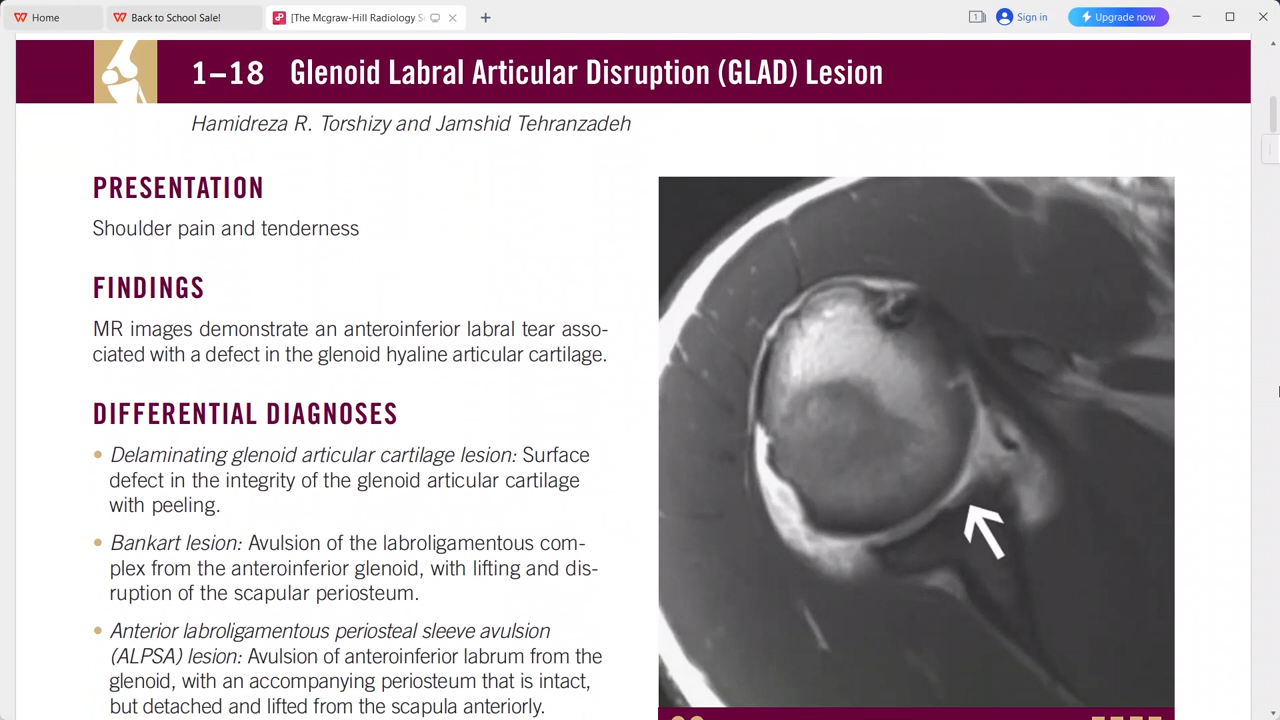 Home
Back to School Sale!
[The Mcgraw-Hill Radiology S
1
Sign in
Upgrade now
1–18 Glenoid Labral Articular Disruption (GLAD) Lesion
Hamidreza R. Torshizy and Jamshid Tehranzadeh
PRESENTATION
Shoulder pain and tenderness
FINDINGS
MR images demonstrate an anteroinferior labral tear asso-
ciated with a defect in the glenoid hyaline articular cartilage.
DIFFERENTIAL DIAGNOSES
• Delaminating glenoid articular cartilage lesion: Surface
defect in the integrity of the glenoid articular cartilage
with peeling.
• Bankart lesion: Avulsion of the labroligamentous com-
plex from the anteroinferior glenoid, with lifting and dis-
ruption of the scapular periosteum.
• Anterior labroligamentous periosteal sleeve avulsion
(ALPSA) lesion: Avulsion of anteroinferior labrum from the
glenoid, with an accompanying periosteum that is intact,
but detached and lifted from the scapula anteriorly.